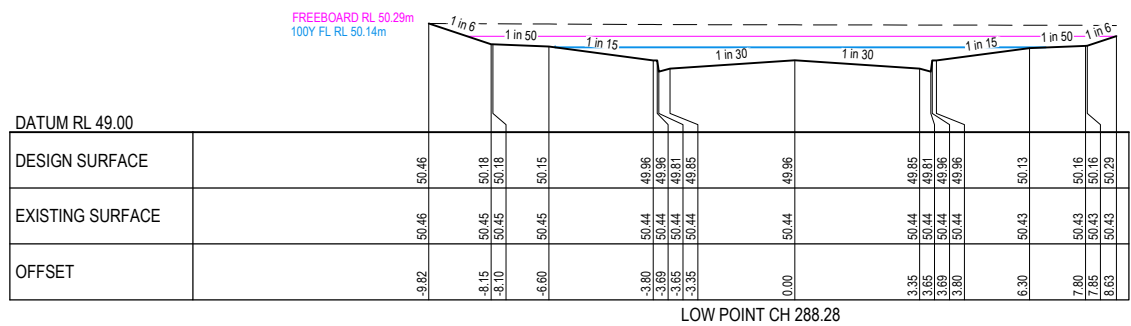 FREEBOARD RL 50.29m
100Y FL RL 50.14m
1 in 6
1 in 50
1 in 15
1 in 30
1 in 30
1 in 15
1 in 50
1 in 6
DATUM RL 49.00
DESIGN SURFACE 50.46 50.18 50.18 50.15 49.96 49.96 49.81 49.85 49.96 49.85 49.81 49.96 49.96 50.13 50.16 50.16 50.29
EXISTING SURFACE 50.46 50.45 50.45 50.45 50.44 50.44 50.44 50.44 50.44 50.44 50.44 50.44 50.44 50.43 50.43 50.43 50.43
OFFSET -9.82 -8.15 -8.10 -6.60 -3.80 -3.69 -3.65 -3.35 0.00 3.35 3.65 3.69 3.80 6.30 7.80 7.85 8.63
LOW POINT CH 288.28